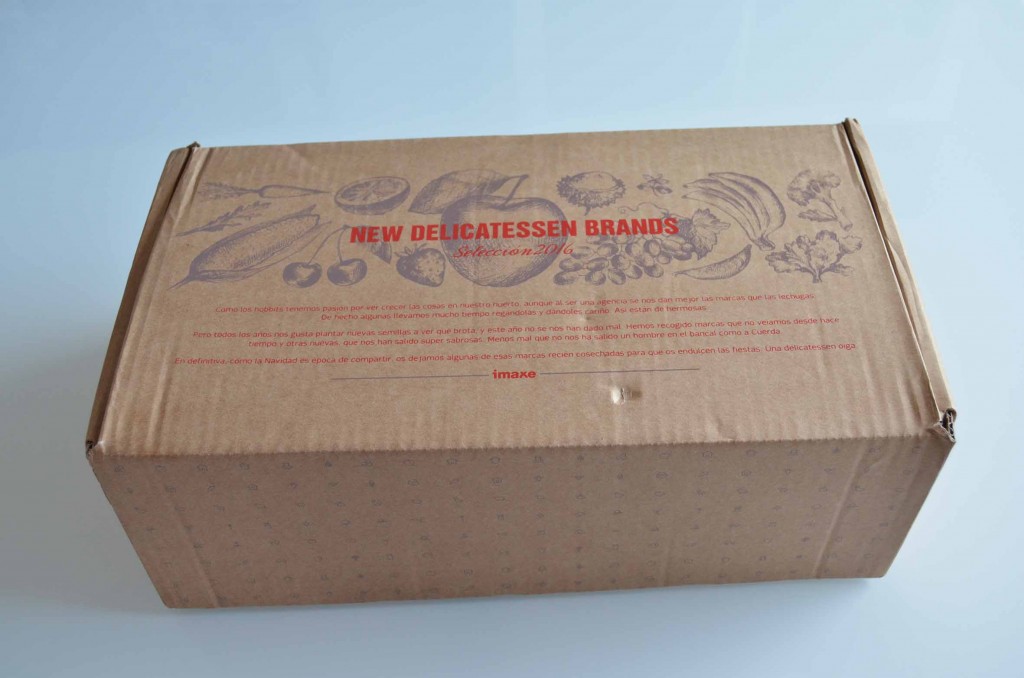 NEW DELICATESSEN BRANDS
Selección 2016
Como los hobbits tenemos pasión por ver crecer las cosas en nuestro huerto, aunque al ser una agencia se nos dan mejor las marcas que las lechugas.
De hecho algunas llevamos mucho tiempo regándolas y dándoles cariño. Así están de hermosas.
Pero todos los años nos gusta plantar nuevas semillas a ver qué brota, y este año no se nos han dado mal. Hemos recogido marcas que no veíamos desde hace
tiempo y otras nuevas, que nos han salido super sabrosas. Menos mal que no nos ha salido un hombre en el bancal como a Cuerda.
En definitiva, como la Navidad es época de compartir, os dejamos algunas de esas marcas recién cosechadas para que os endulcen las fiestas. Una delicatessen oiga.
imaxe